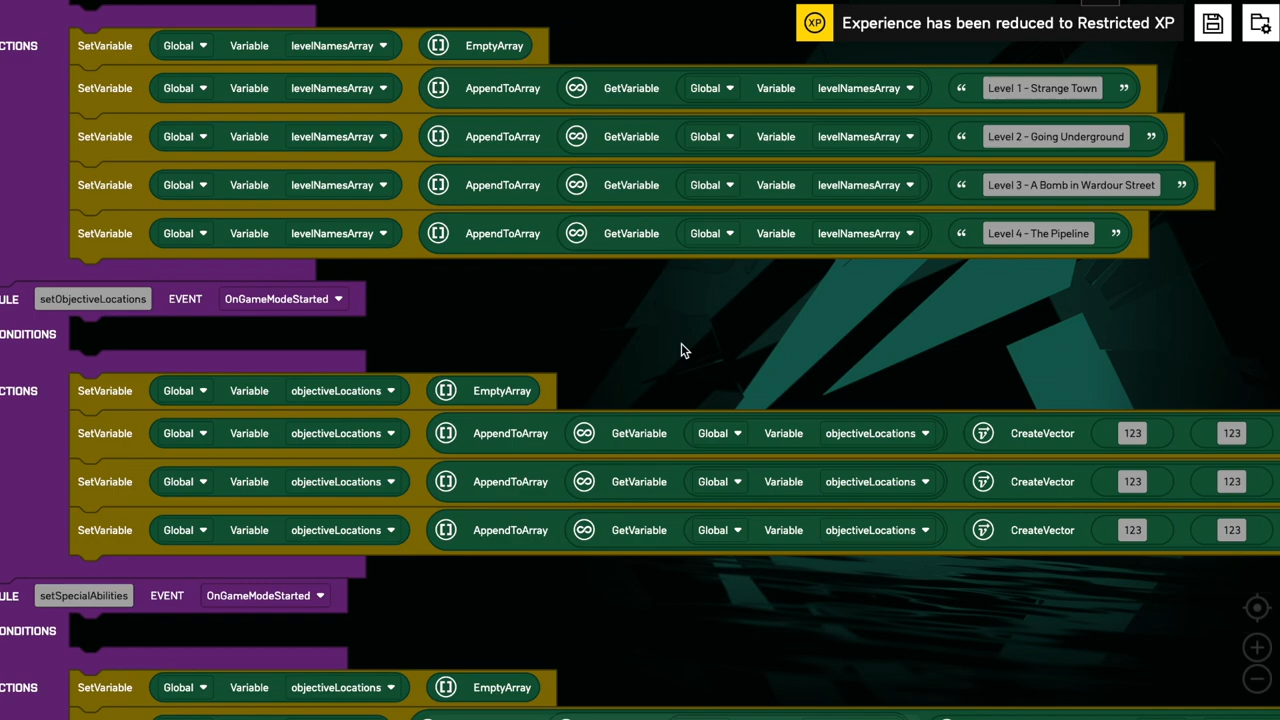 XP Experience has been reduced to Restricted XP
CTIONS SetVariable Global Variable levelNamesArray EmptyArray
SetVariable Global Variable levelNamesArray AppendToArray GetVariable Global Variable levelNamesArray “ Level 1 - Strange Town ”
SetVariable Global Variable levelNamesArray AppendToArray GetVariable Global Variable levelNamesArray “ Level 2 - Going Underground ”
SetVariable Global Variable levelNamesArray AppendToArray GetVariable Global Variable levelNamesArray “ Level 3 - A Bomb in Wardour Street ”
SetVariable Global Variable levelNamesArray AppendToArray GetVariable Global Variable levelNamesArray “ Level 4 - The Pipeline ”
ULE setObjectiveLocations EVENT OnGameModeStarted
ONDITIONS
CTIONS SetVariable Global Variable objectiveLocations EmptyArray
SetVariable Global Variable objectiveLocations AppendToArray GetVariable Global Variable objectiveLocations CreateVector 123 123
SetVariable Global Variable objectiveLocations AppendToArray GetVariable Global Variable objectiveLocations CreateVector 123 123
SetVariable Global Variable objectiveLocations AppendToArray GetVariable Global Variable objectiveLocations CreateVector 123 123
ULE setSpecialAbilities EVENT OnGameModeStarted
ONDITIONS
CTIONS SetVariable Global Variable objectiveLocations EmptyArray